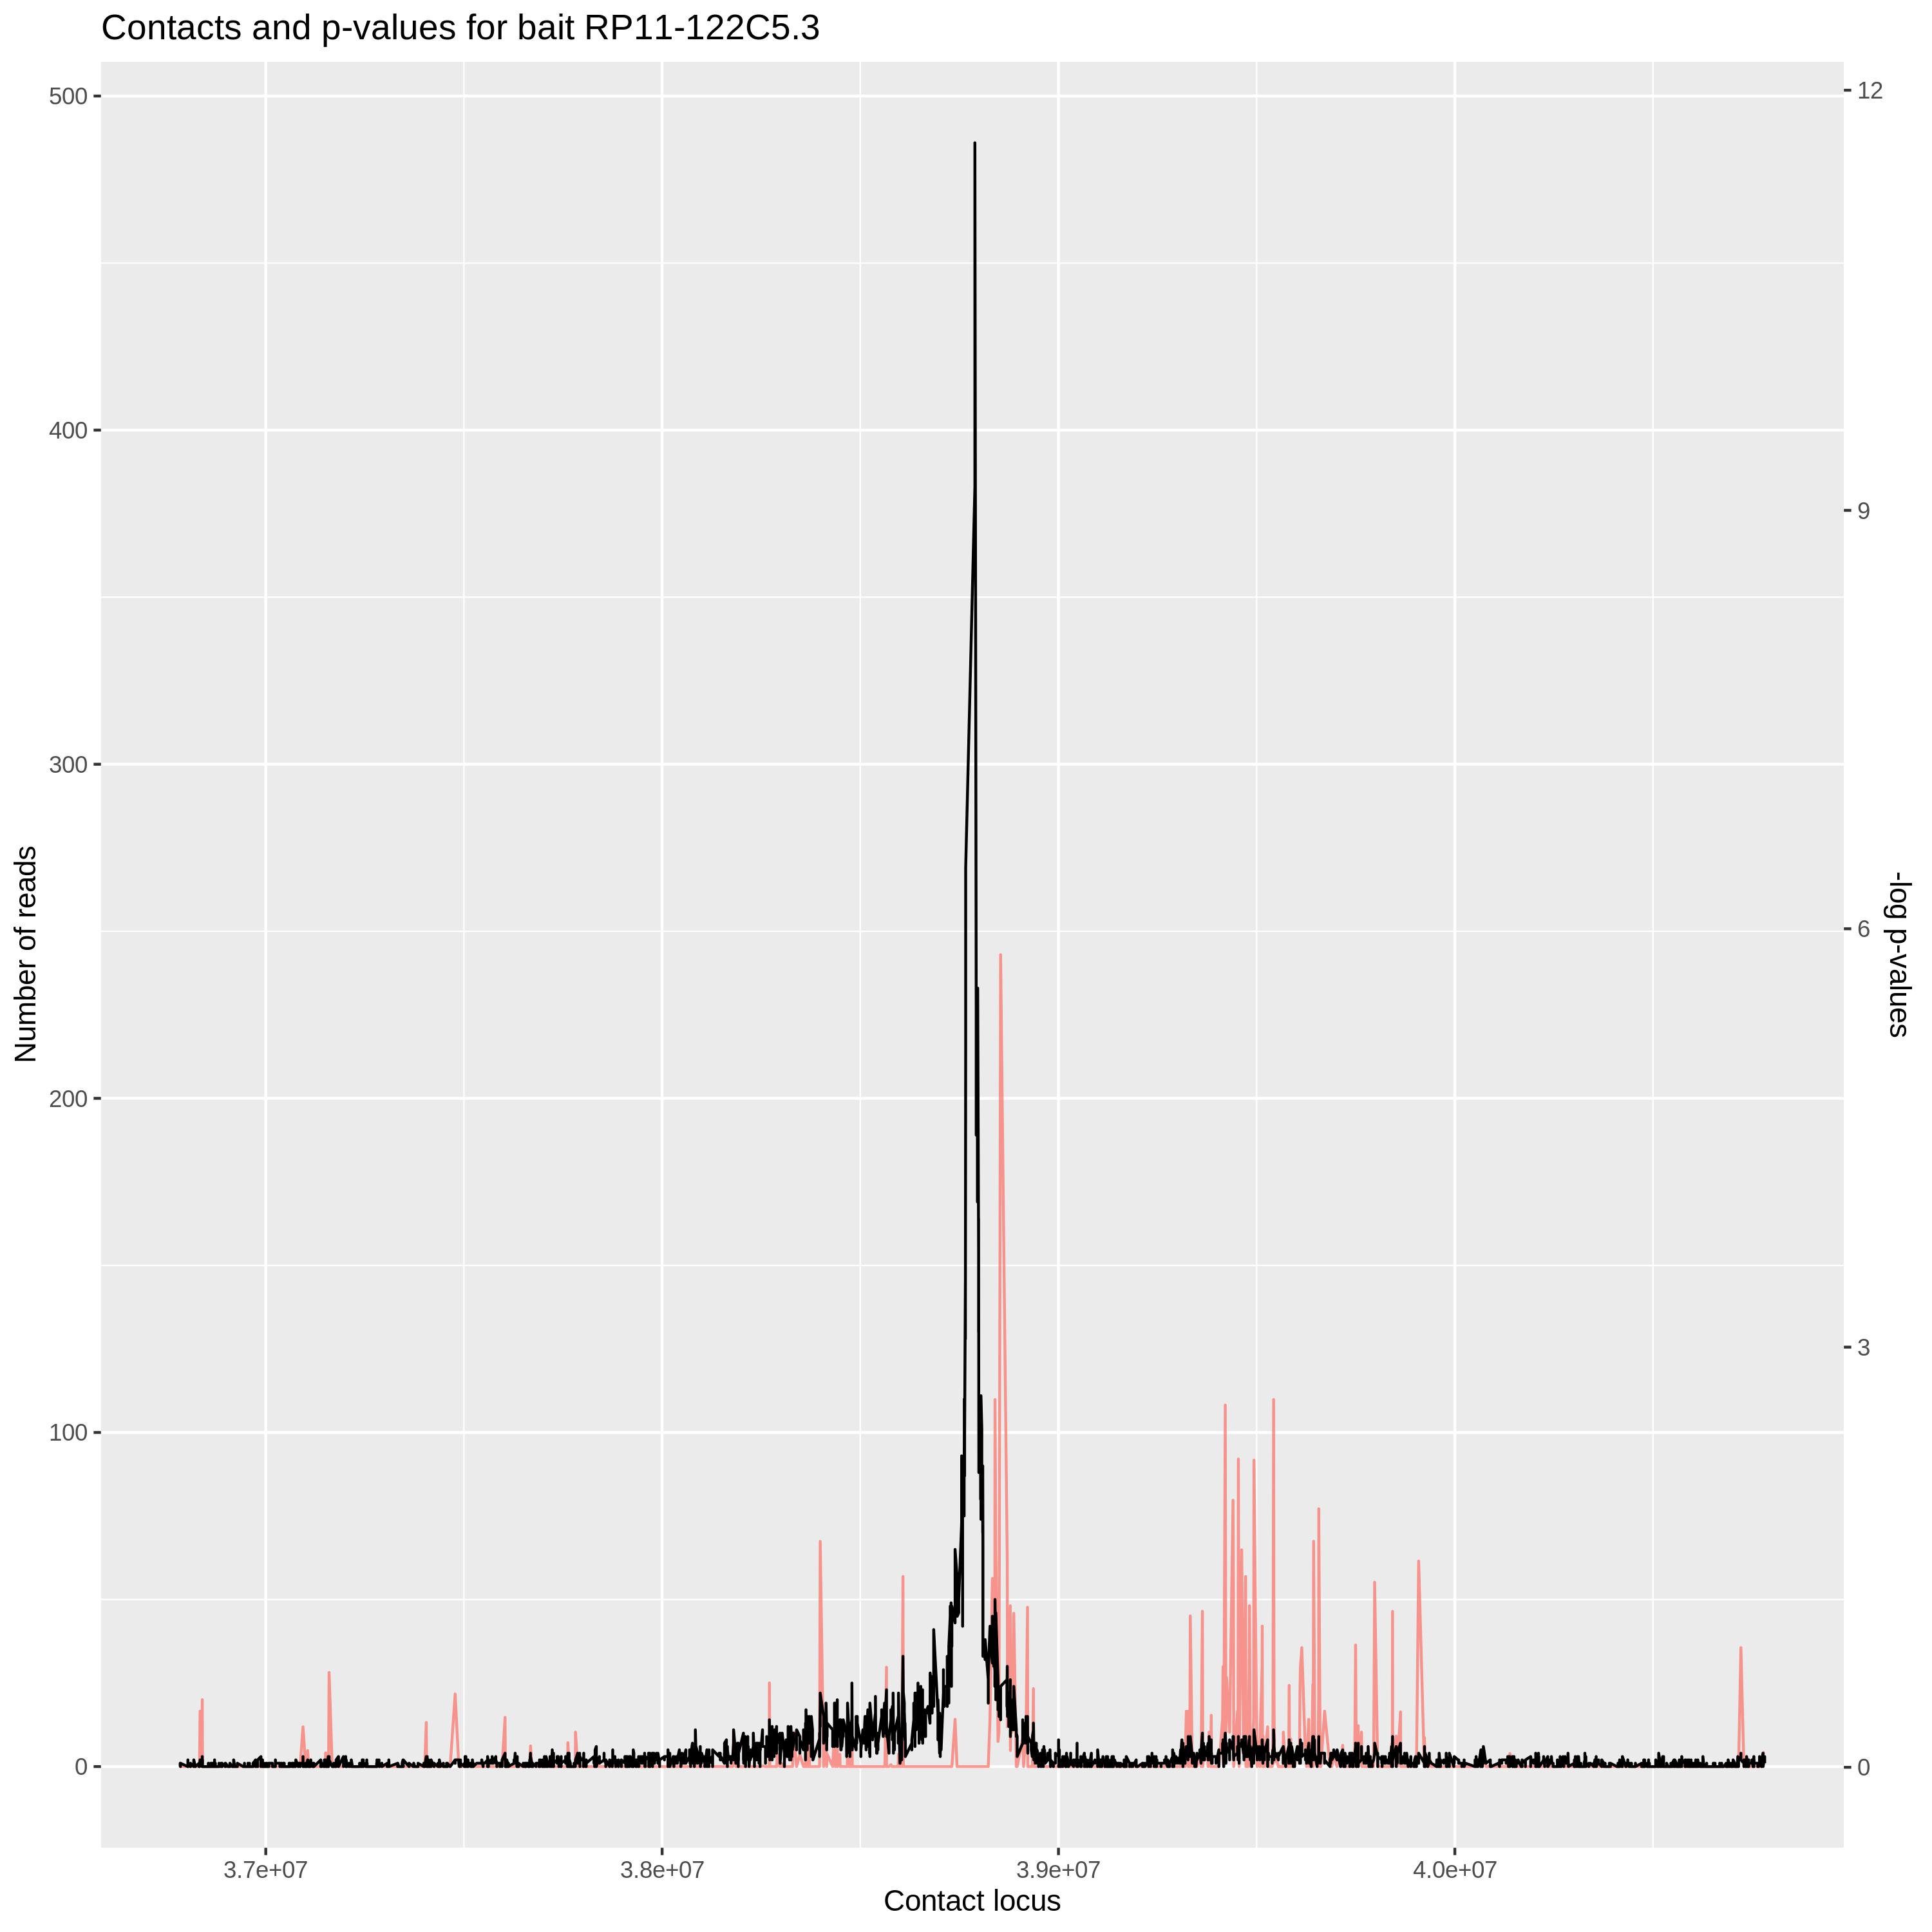 Contacts and p-values for bait RP11-122C5.3
500
400
300
200
100
0
Number of reads
12
9
6
3
0
-log p-values
3.7e+07 3.8e+07 3.9e+07 4.0e+07
Contact locus